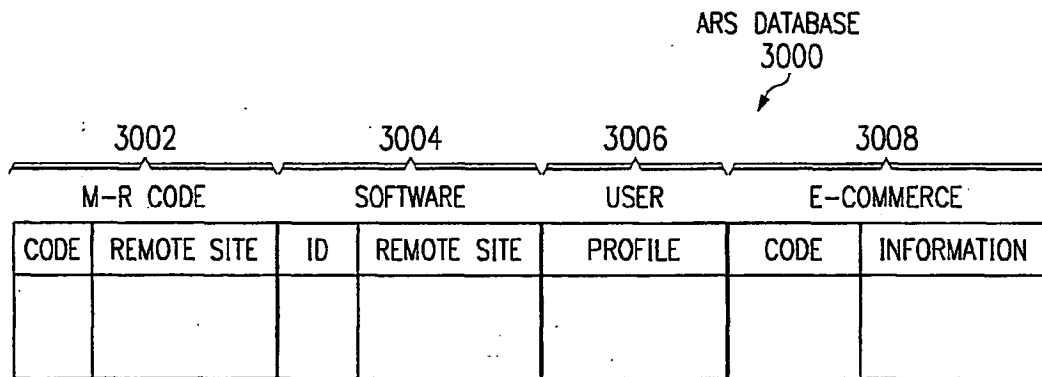 ARS DATABASE
3000
3002 3004 3006 3008
M-R CODE SOFTWARE USER E-COMMERCE
CODE REMOTE SITE ID REMOTE SITE PROFILE CODE INFORMATION